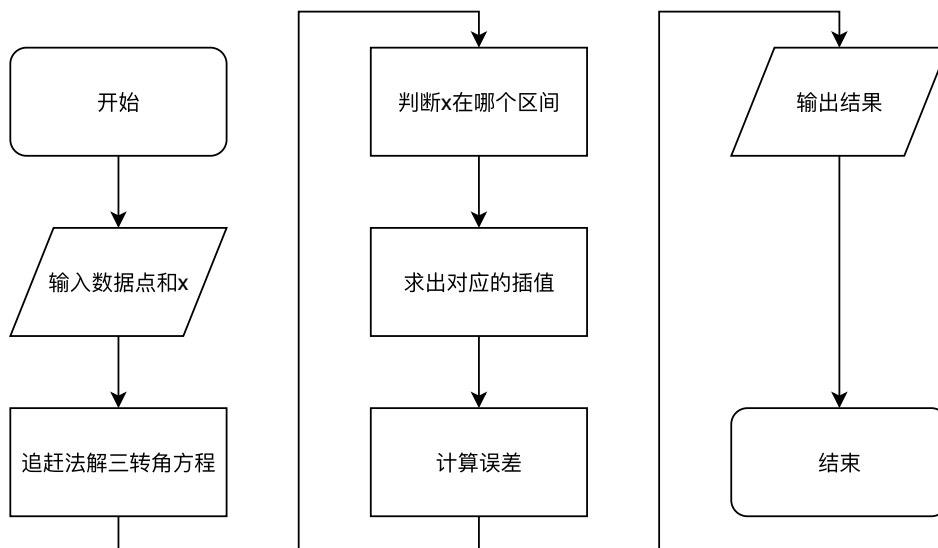 开始
输入数据点和x
追赶法解三转角方程
判断x在哪个区间
求出对应的插值
计算误差
输出结果
结束